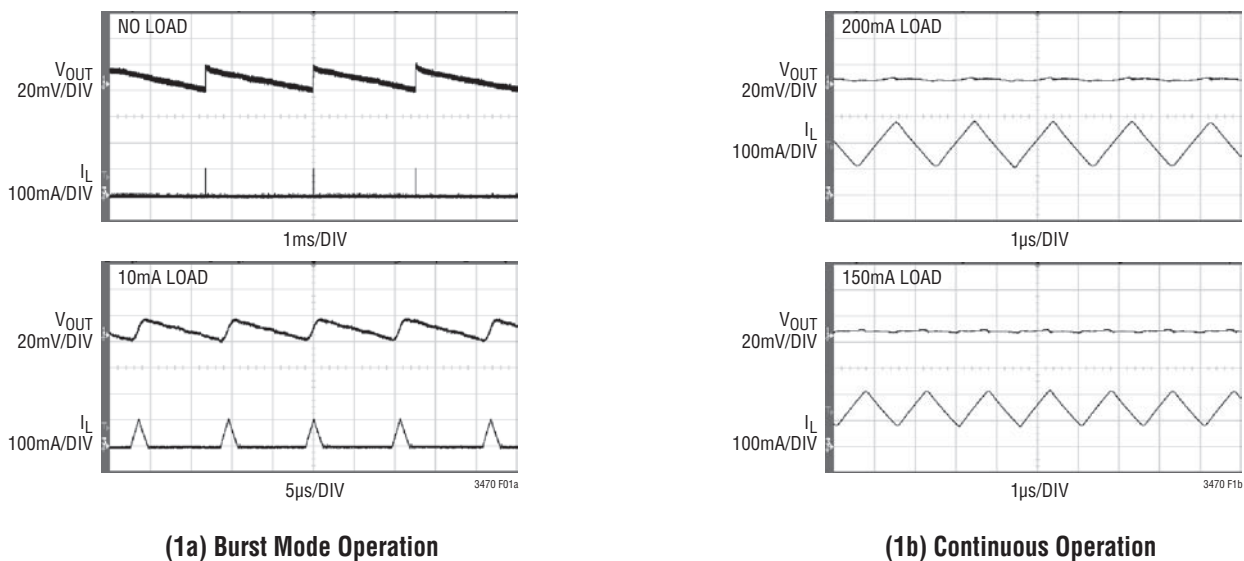 NO LOAD
VOUT
20mV/DIV
IL
100mA/DIV
1ms/DIV
10mA LOAD
VOUT
20mV/DIV
IL
100mA/DIV
5µs/DIV
3470 F01a
(1a) Burst Mode Operation
200mA LOAD
VOUT
20mV/DIV
IL
100mA/DIV
1µs/DIV
150mA LOAD
VOUT
20mV/DIV
IL
100mA/DIV
1µs/DIV
3470 F1b
(1b) Continuous Operation